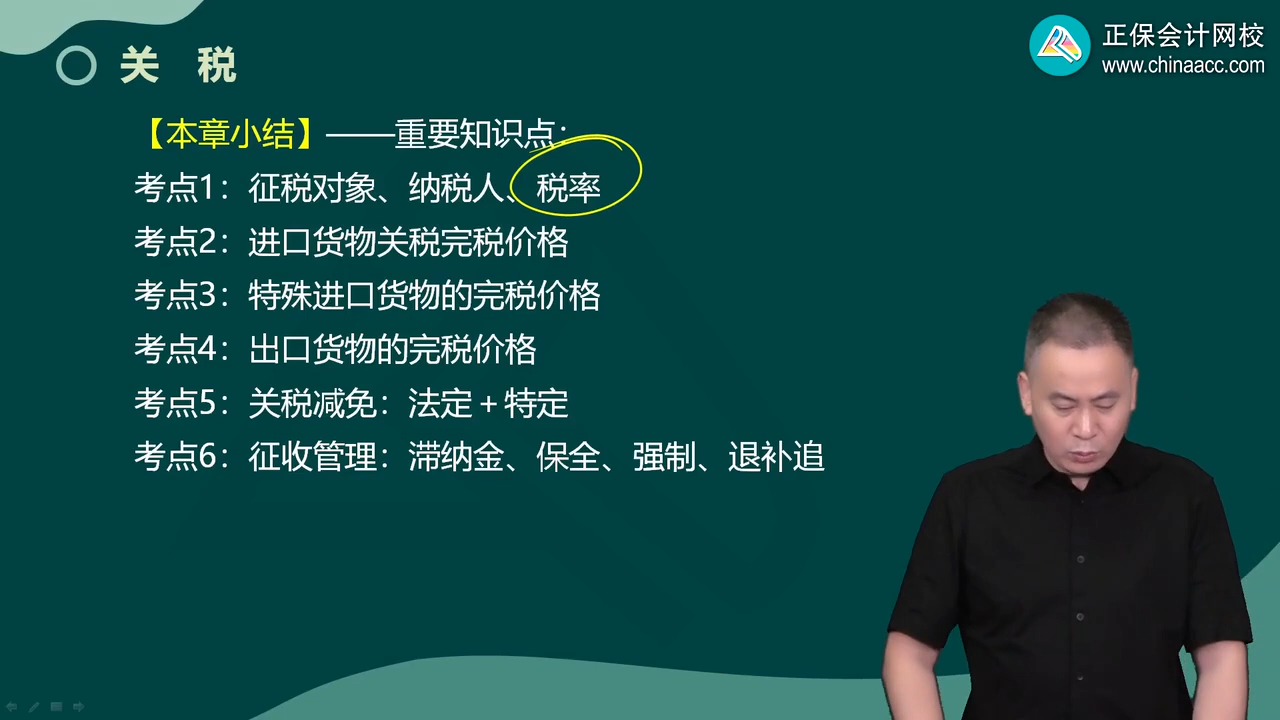 正保会计网校
www.chinaacc.com
关 税
【本章小结】——重要知识点：
考点1：征税对象、纳税人、税率
考点2：进口货物关税完税价格
考点3：特殊进口货物的完税价格
考点4：出口货物的完税价格
考点5：关税减免：法定＋特定
考点6：征收管理：滞纳金、保全、强制、退补追